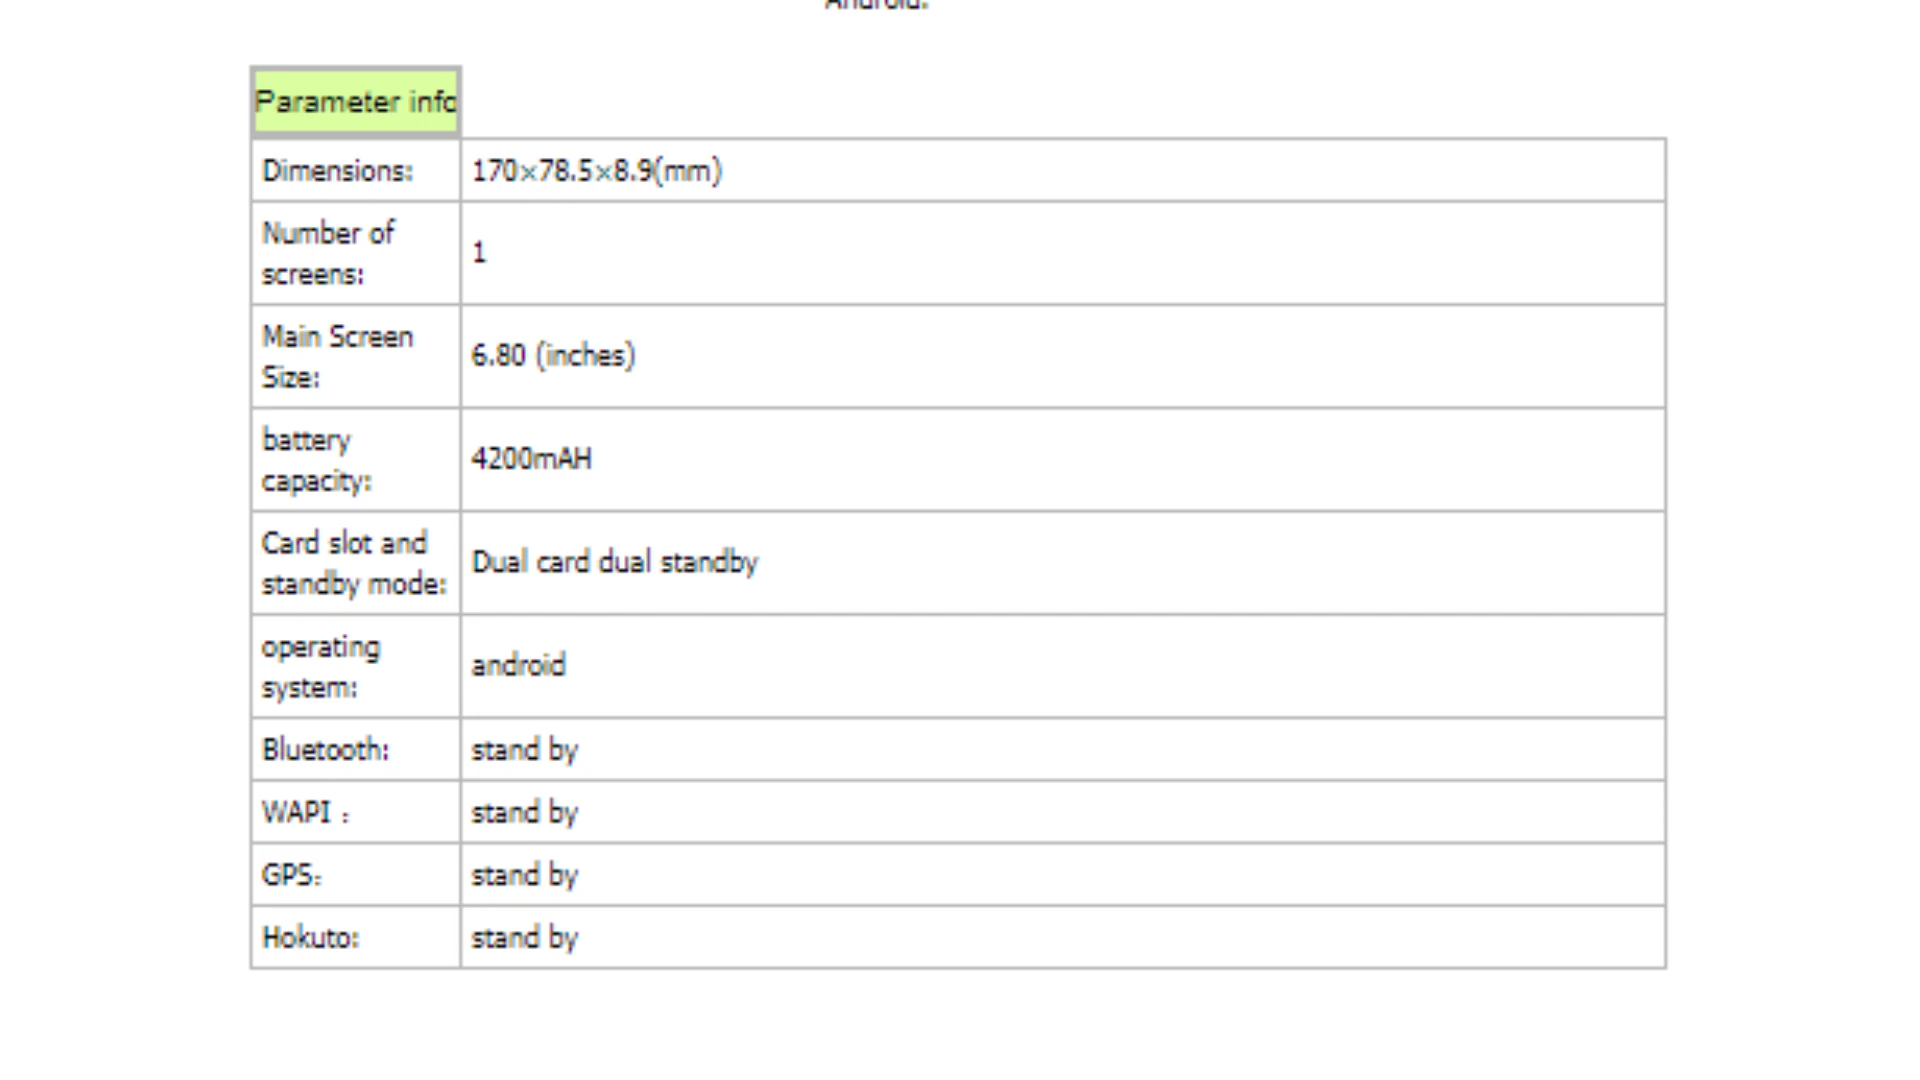 Android.
Parameter info
Dimensions: 170×78.5×8.9(mm)
Number of
screens:
1
Main Screen
Size:
6.80 (inches)
battery
capacity:
4200mAH
Card slot and
standby mode:
Dual card dual standby
operating
system:
android
Bluetooth: stand by
WAPI : stand by
GPS: stand by
Hokuto: stand by